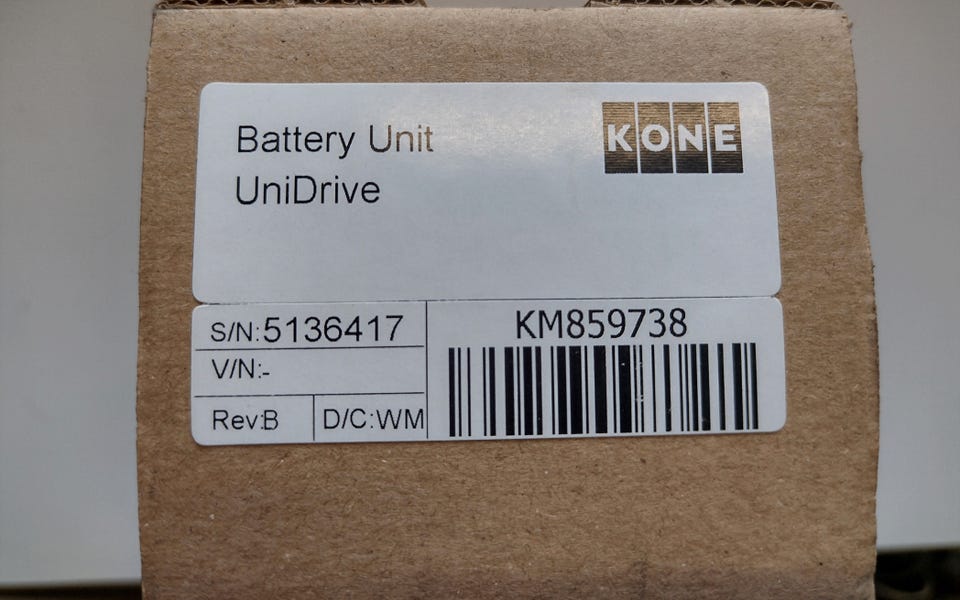 Battery Unit
UniDrive
KONE
S/N:5136417
V/N:-
Rev:B D/C:WM
KM859738